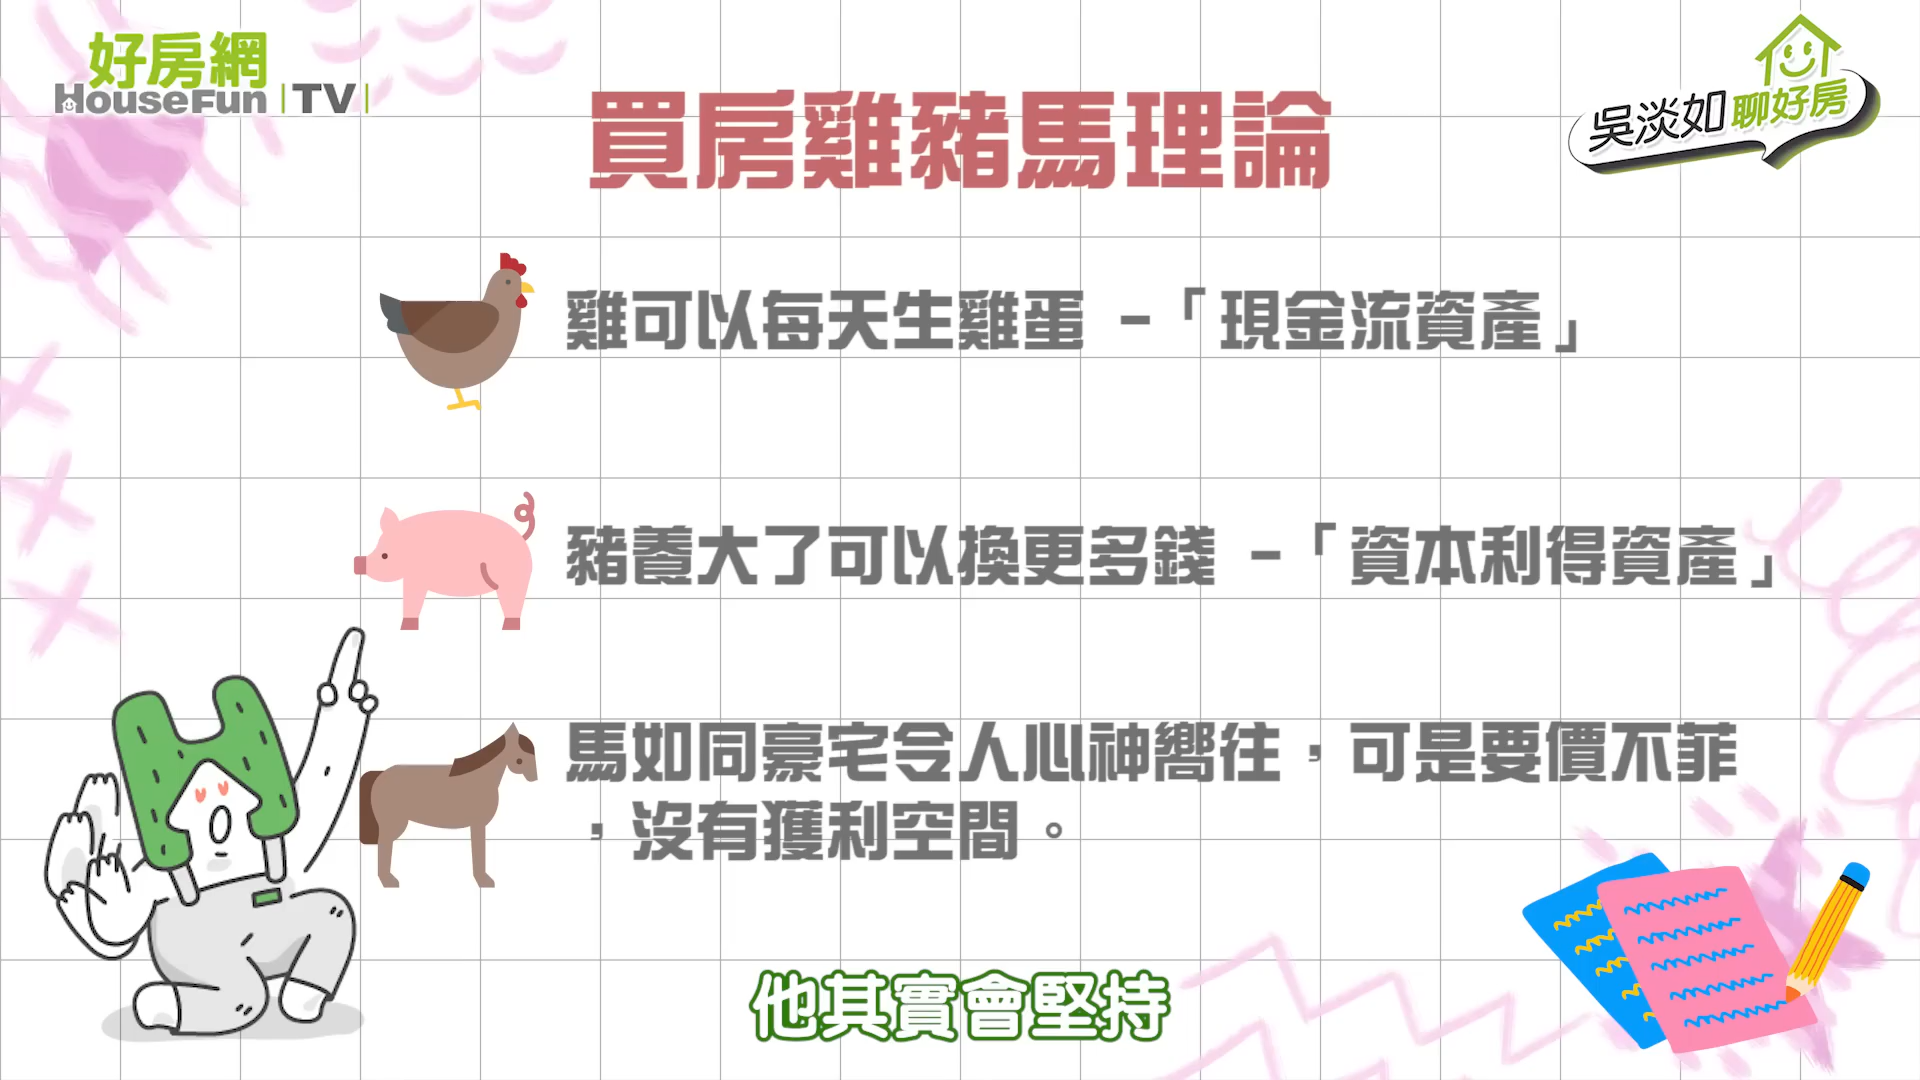 好房網
HouseFun TV
吳淡如聊好房
買房雞豬馬理論
雞可以每天生雞蛋 -「現金流資產」
豬養大了可以換更多錢 -「資本利得資產」
馬如同豪宅令人心神嚮往,可是要價不菲
,沒有獲利空間。
他其實會堅持